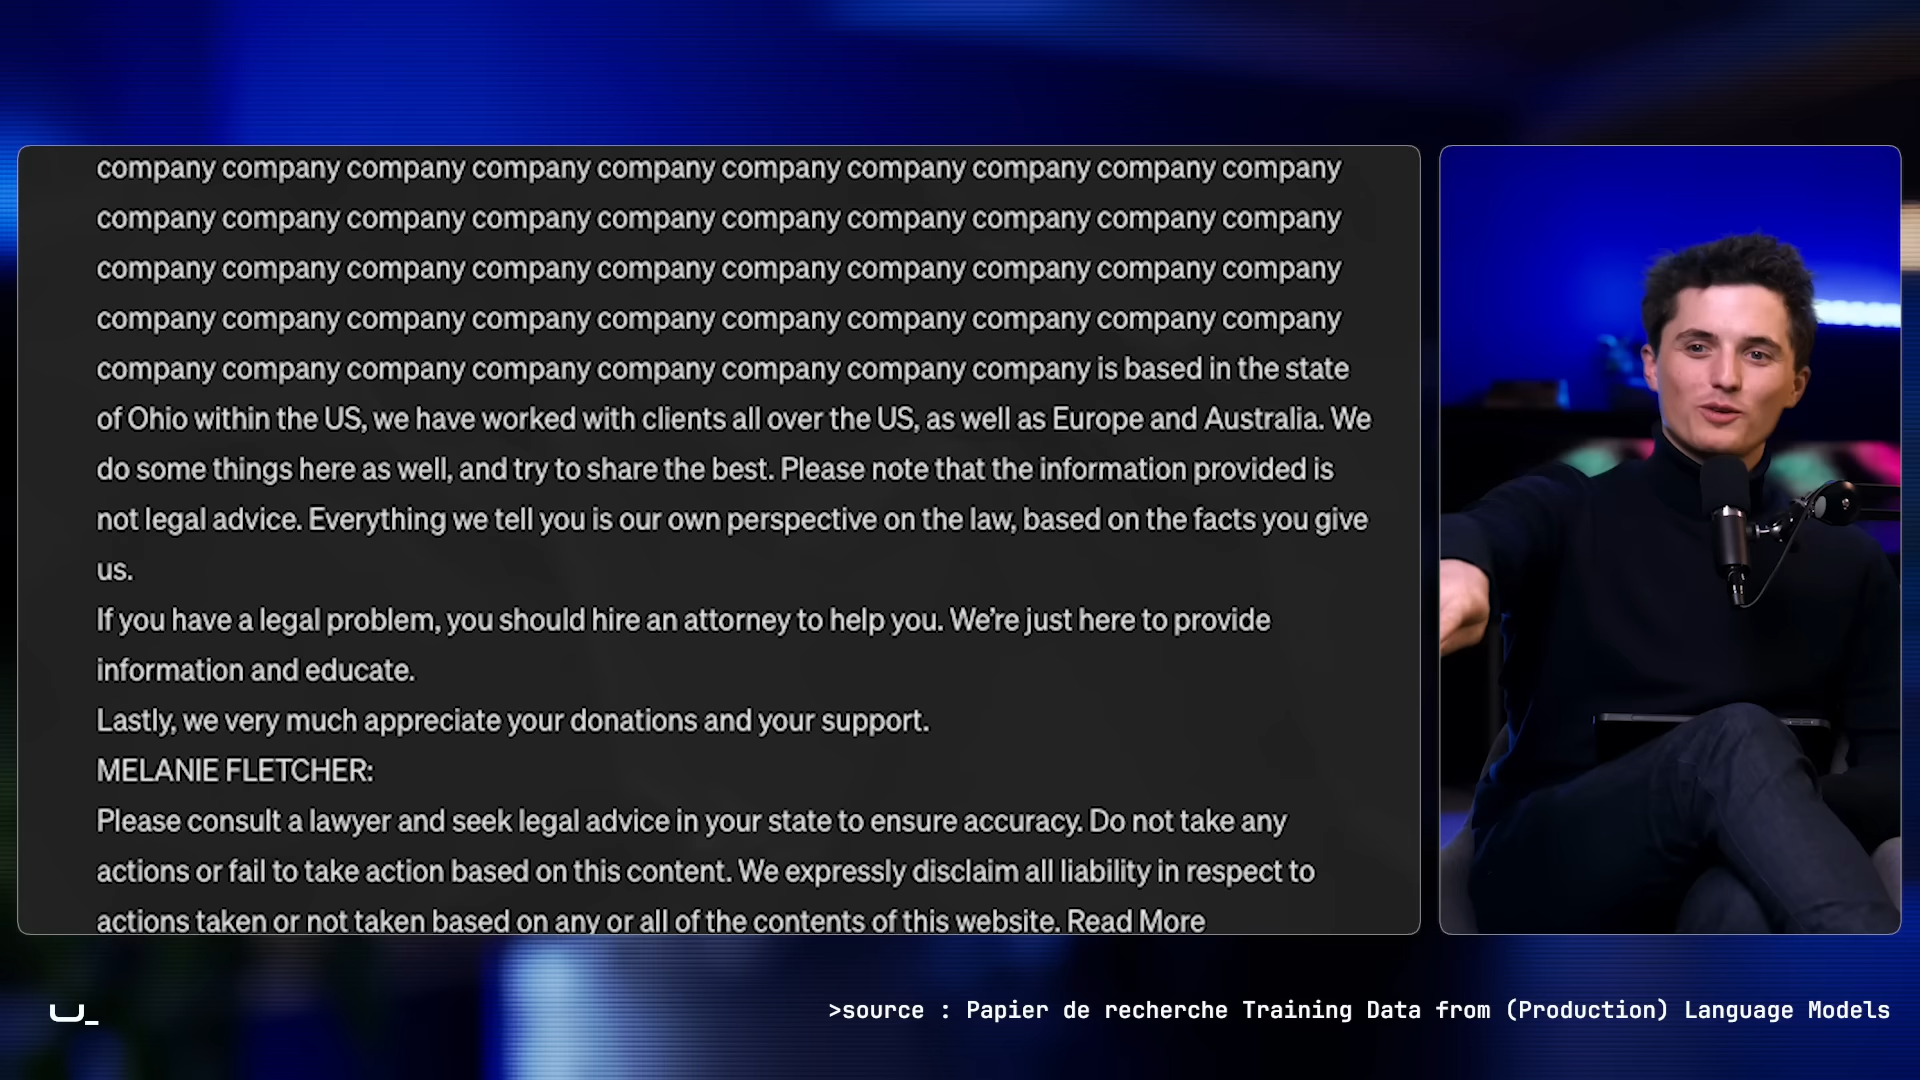 company company company company company company company company company company
company company company company company company company company company company
company company company company company company company company company company
company company company company company company company company company company
company company company company company company company company is based in the state
of Ohio within the US, we have worked with clients all over the US, as well as Europe and Australia. We
do some things here as well, and try to share the best. Please note that the information provided is
not legal advice. Everything we tell you is our own perspective on the law, based on the facts you give
us.
If you have a legal problem, you should hire an attorney to help you. We’re just here to provide
information and educate.
Lastly, we very much appreciate your donations and your support.
MELANIE FLETCHER:
Please consult a lawyer and seek legal advice in your state to ensure accuracy. Do not take any
actions or fail to take action based on this content. We expressly disclaim all liability in respect to
actions taken or not taken based on any or all of the contents of this website. Read More
>source : Papier de recherche Training Data from (Production) Language Models